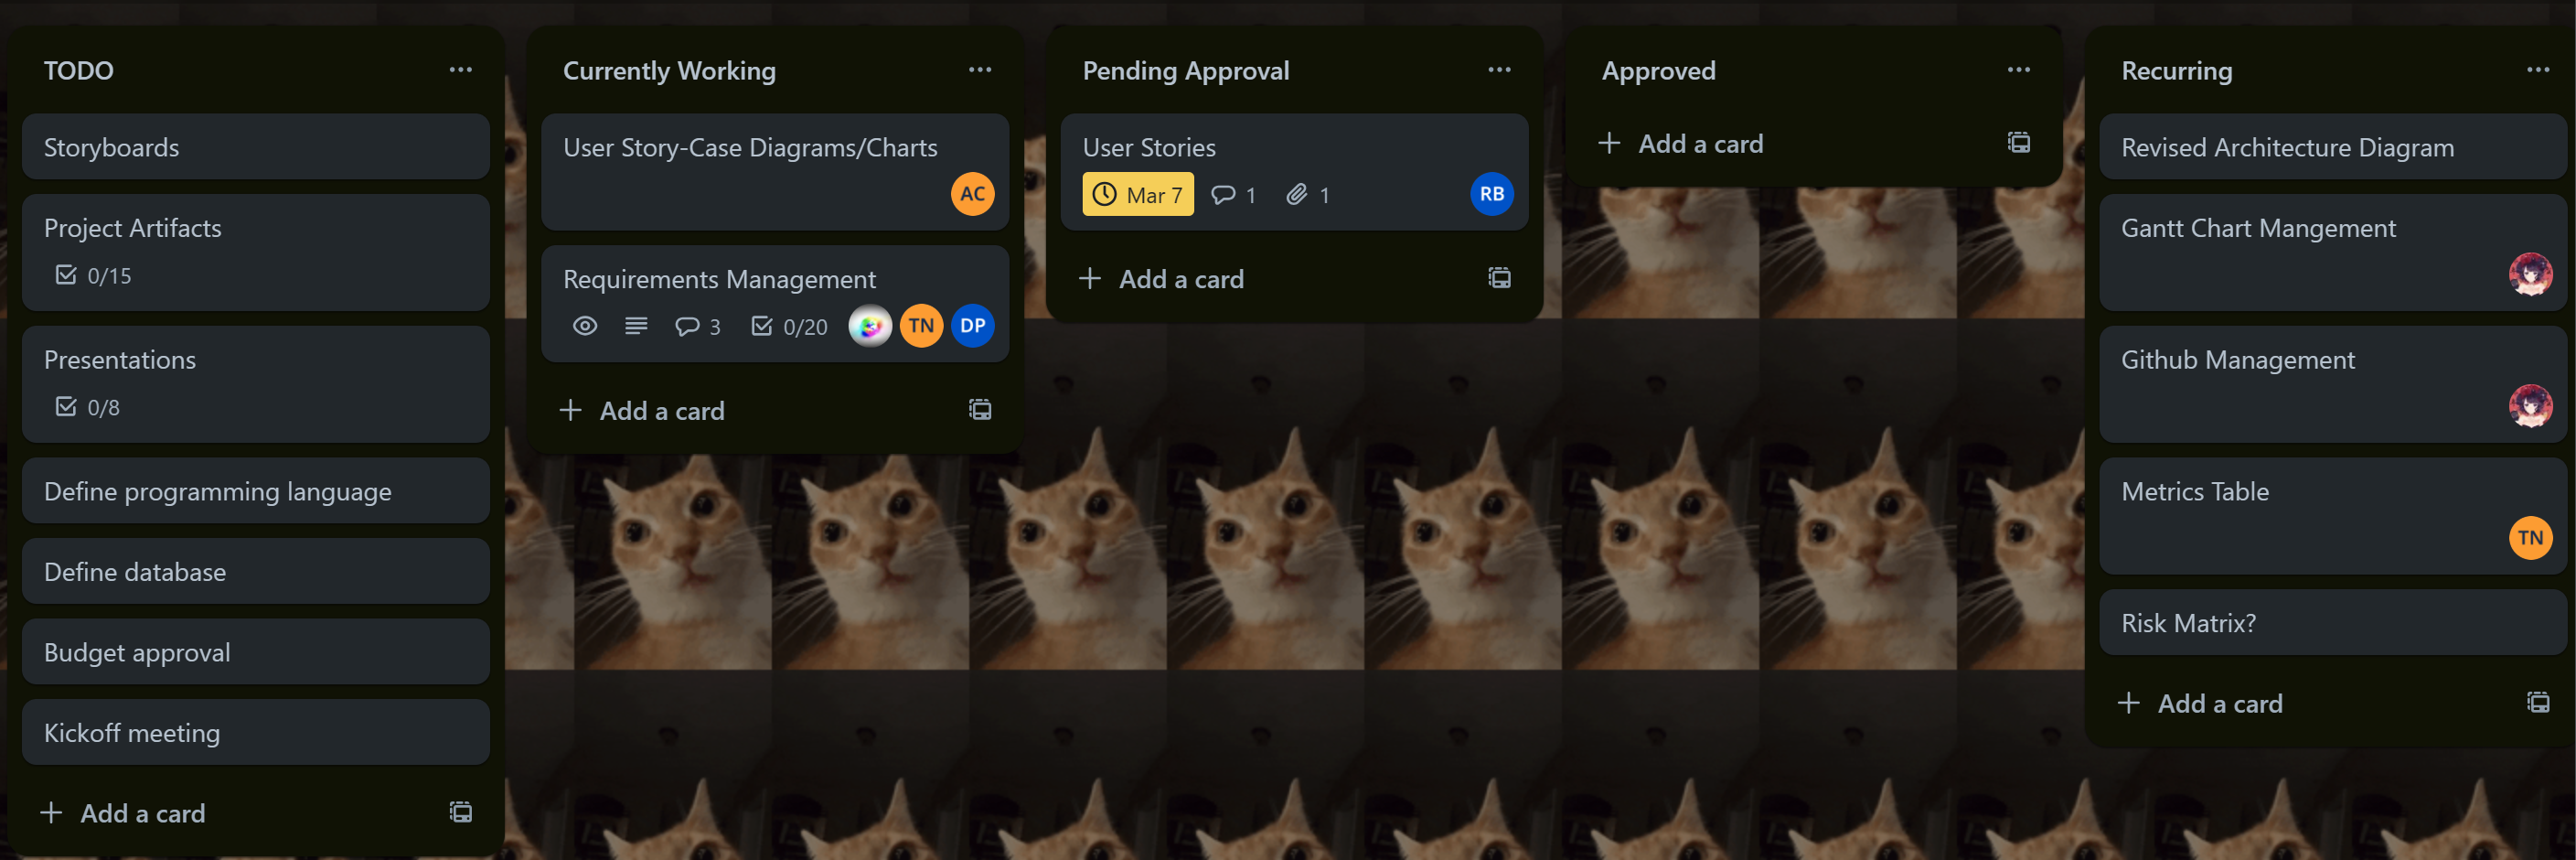 TODO
Storyboards
Project Artifacts
0/15
Presentations
0/8
Define programming language
Define database
Budget approval
Kickoff meeting
Add a card
Currently Working
User Story-Case Diagrams/Charts
AC
Requirements Management
3 0/20 TN DP
Add a card
Pending Approval
User Stories
Mar 7 1 1 RB
Add a card
Approved
Add a card
Recurring
Revised Architecture Diagram
Gantt Chart Mangement
Github Management
Metrics Table
TN
Risk Matrix?
Add a card